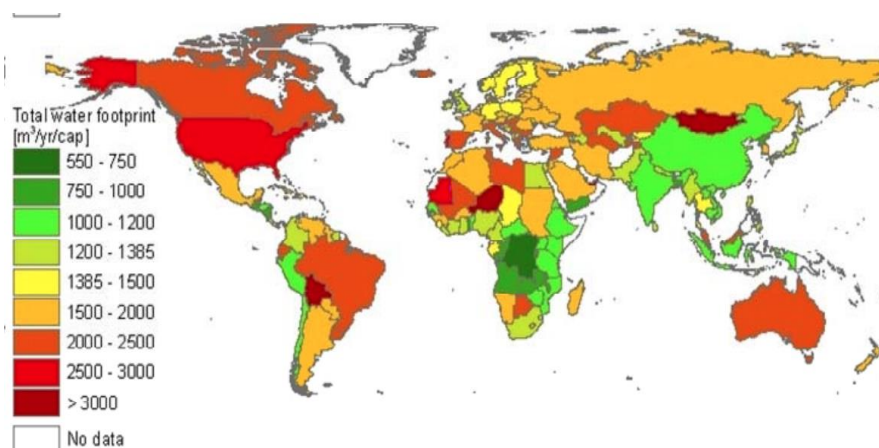 Total water footprint
[m³/yr/cap]
550 - 750
750 - 1000
1000 - 1200
1200 - 1385
1385 - 1500
1500 - 2000
2000 - 2500
2500 - 3000
> 3000
No data